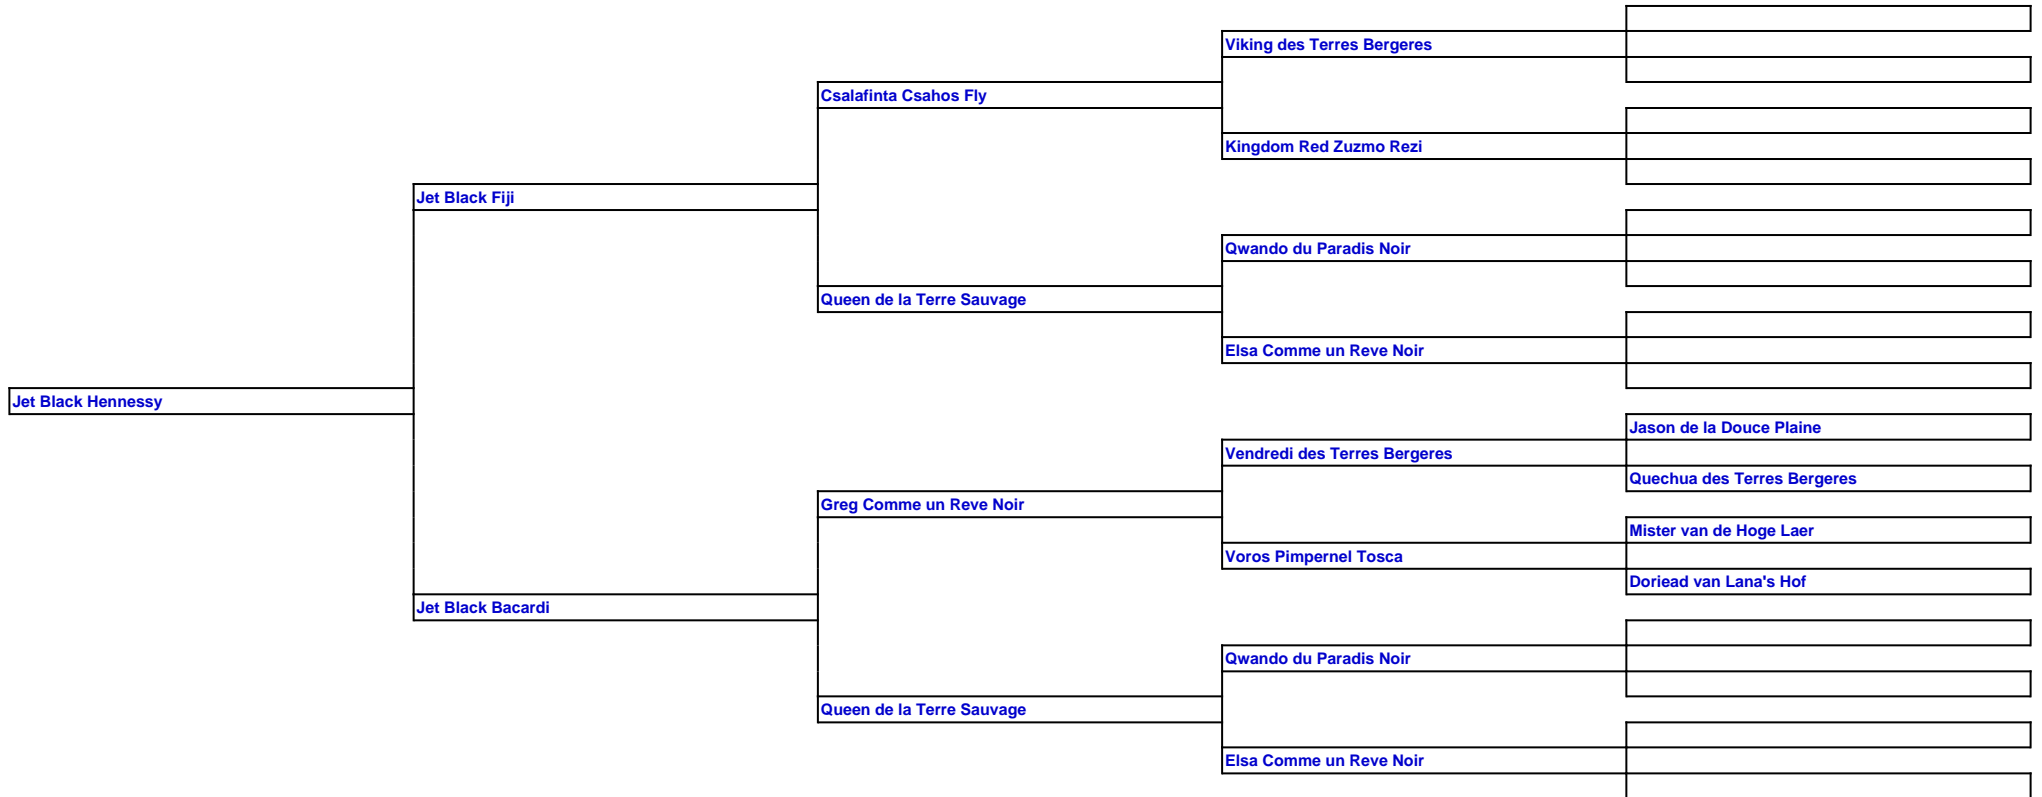 Viking des Terres Bergeres
Csalafinta Csahos Fly
Kingdom Red Zuzmo Rezi
Jet Black Fiji
Qwando du Paradis Noir
Queen de la Terre Sauvage
Elsa Comme un Reve Noir
Jet Black Hennessy
Jason de la Douce Plaine
Vendredi des Terres Bergeres
Quechua des Terres Bergeres
Greg Comme un Reve Noir
Mister van de Hoge Laer
Voros Pimpernel Tosca
Doriead van Lana's Hof
Jet Black Bacardi
Qwando du Paradis Noir
Queen de la Terre Sauvage
Elsa Comme un Reve Noir